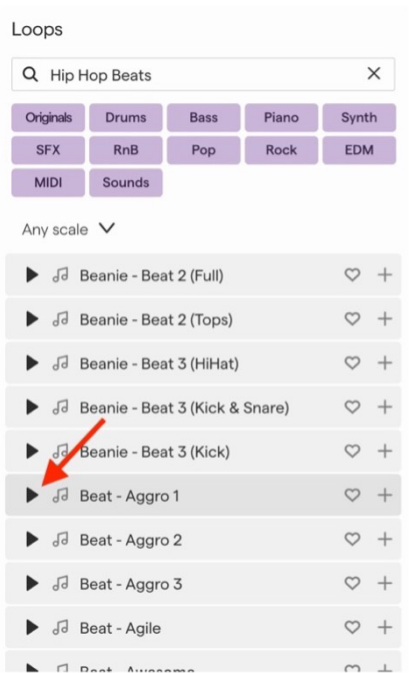 Loops
Hip Hop Beats
Originals Drums Bass Piano Synth
SFX RnB Pop Rock EDM
MIDI Sounds
Any scale
Beanie - Beat 2 (Full)
Beanie - Beat 2 (Tops)
Beanie - Beat 3 (HiHat)
Beanie - Beat 3 (Kick & Snare)
Beanie - Beat 3 (Kick)
Beat - Aggro 1
Beat - Aggro 2
Beat - Aggro 3
Beat - Agile
Beat - Awesome